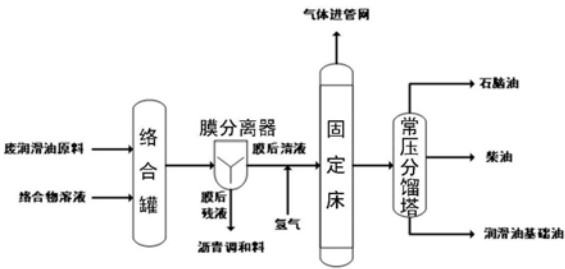 气体进管网
石脑油
膜分离器
络合罐
固定床
常压分馏塔
废润滑油原料
膜后清液
柴油
络合物溶液
膜后
残液
氢气
润滑油基础油
沥青调和料